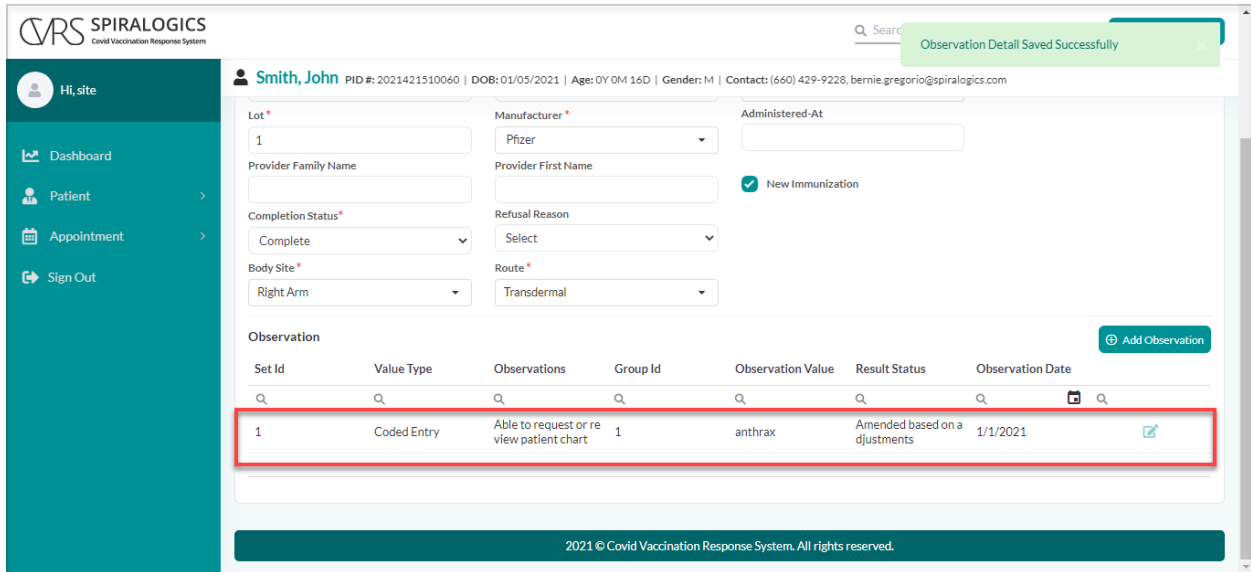 CVRS SPIRALOGICS
Covid Vaccination Response System
Searc
Observation Detail Saved Successfully
Hi, site
Smith, John PID #: 2021421510060 | DOB: 01/05/2021 | Age: 0Y 0M 16D | Gender: M | Contact: (660) 429-9228, bernie.gregorio@spiralogics.com
Dashboard
Patient
Appointment
Sign Out
Lot* Manufacturer* Administered-At
1 Pfizer
Provider Family Name Provider First Name
New Immunization
Completion Status* Refusal Reason
Complete Select
Body Site* Route*
Right Arm Transdermal
Observation Add Observation
Set Id Value Type Observations Group Id Observation Value Result Status Observation Date
1 Coded Entry Able to request or re 1 anthrax Amended based on a 1/1/2021
view patient chart djustments
2021 © Covid Vaccination Response System. All rights reserved.